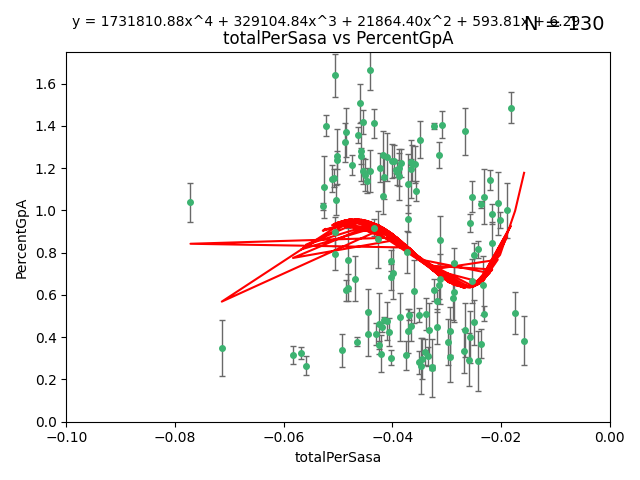 y = 1731810.88x^4 + 329104.84x^3 + 21864.40x^2 + 593.81x + 6.29
N = 130
totalPerSasa vs PercentGpA
PercentGpA
1.6
1.4
1.2
1.0
0.8
0.6
0.4
0.2
0.0
−0.10 −0.08 −0.06 −0.04 −0.02 0.00
totalPerSasa